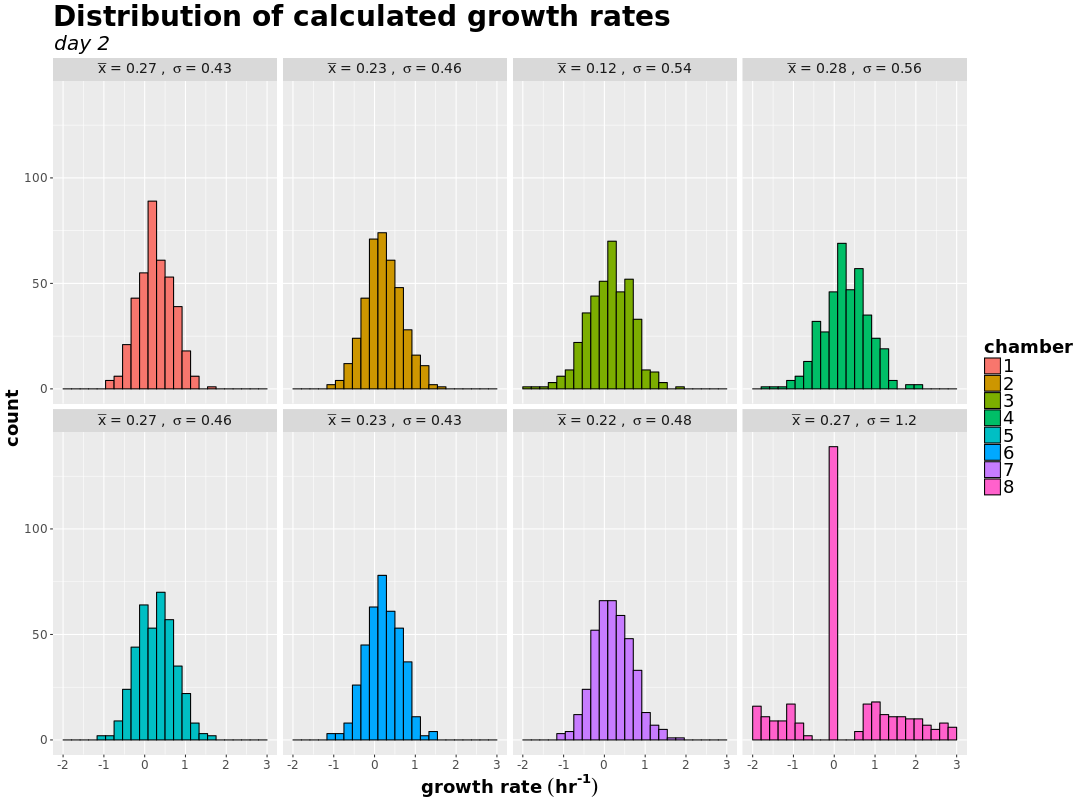 Distribution of calculated growth rates
day 2
x̅ = 0.27 , σ = 0.43
x̅ = 0.23 , σ = 0.46
x̅ = 0.12 , σ = 0.54
x̅ = 0.28 , σ = 0.56
100
50
0
x̅ = 0.27 , σ = 0.46
x̅ = 0.23 , σ = 0.43
x̅ = 0.22 , σ = 0.48
x̅ = 0.27 , σ = 1.2
100
50
0
-2 -1 0 1 2 3
-2 -1 0 1 2 3
-2 -1 0 1 2 3
-2 -1 0 1 2 3
count
growth rate (hr⁻¹)
chamber
1
2
3
4
5
6
7
8